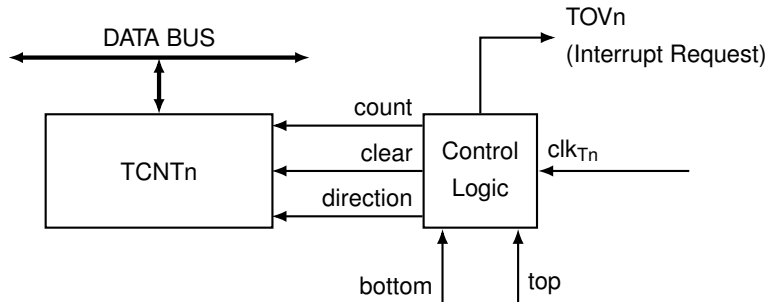 TOVn
(Interrupt Request)
DATA BUS
TCNTn
count
clear
direction
Control
Logic
clkTn
bottom
top